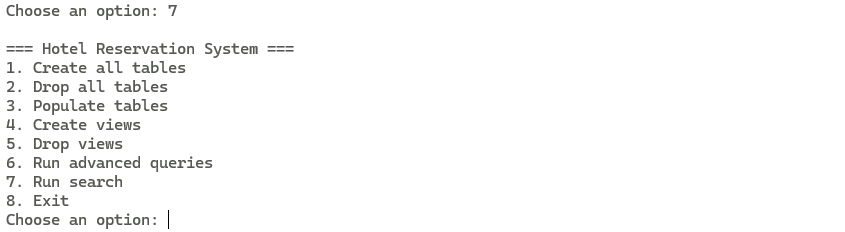 Choose an option: 7
=== Hotel Reservation System ===
1. Create all tables
2. Drop all tables
3. Populate tables
4. Create views
5. Drop views
6. Run advanced queries
7. Run search
8. Exit
Choose an option: